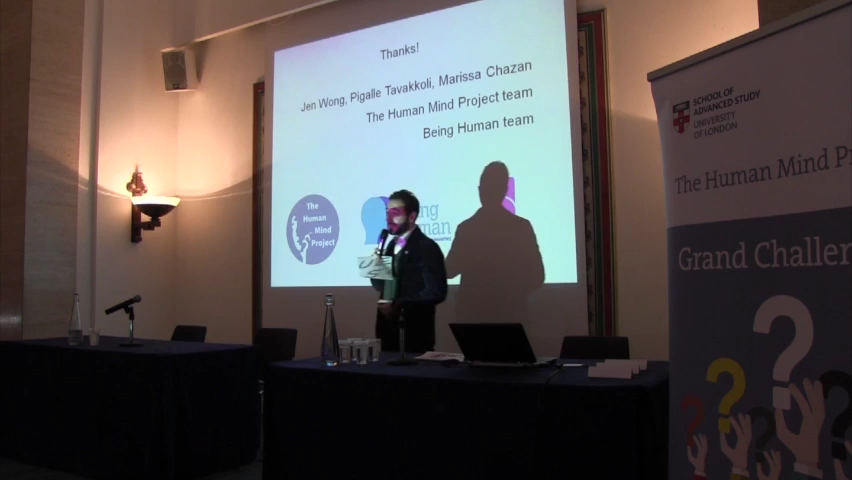 Thanks!
Jen Wong, Pigalle Tavakkoli, Marissa Chazan
The Human Mind Project team
Being Human team
The
Human
Mind
Project
SCHOOL OF
ADVANCED STUDY
UNIVERSITY
OF LONDON
The Human Mind P
Grand Challen